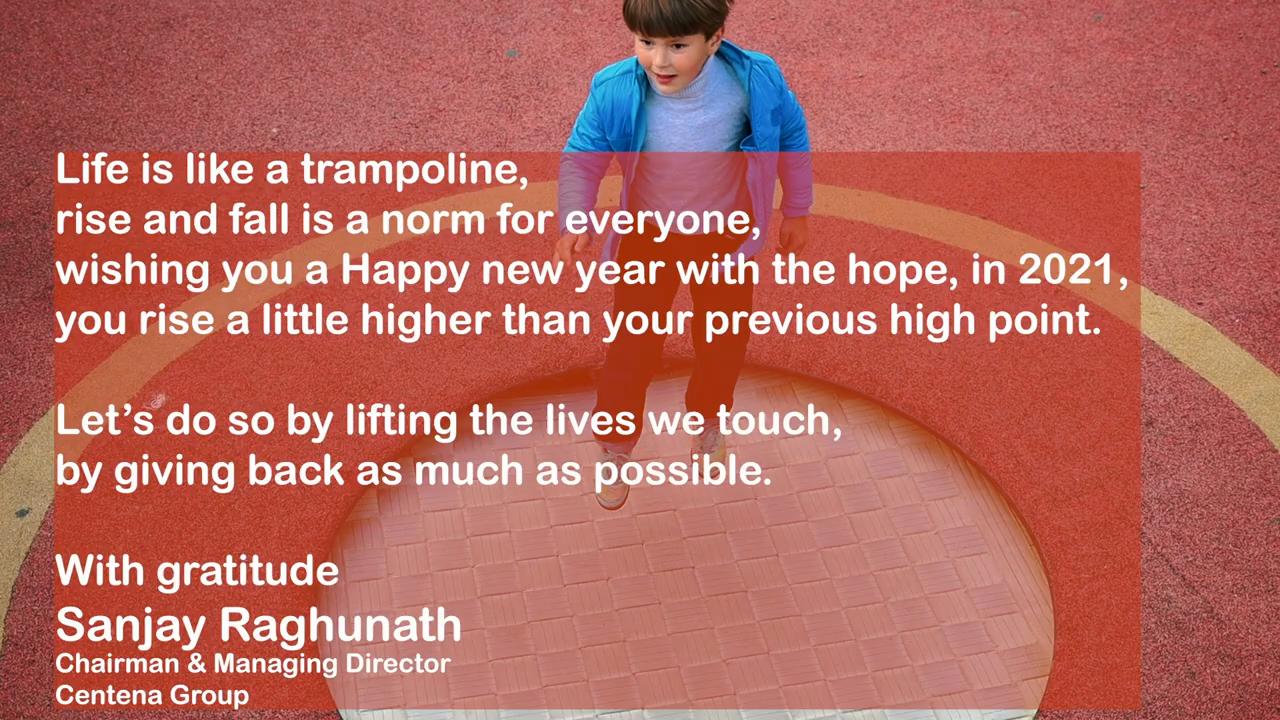 Life is like a trampoline,
rise and fall is a norm for everyone,
wishing you a Happy new year with the hope, in 2021,
you rise a little higher than your previous high point.
Let’s do so by lifting the lives we touch,
by giving back as much as possible.
With gratitude
Sanjay Raghunath
Chairman & Managing Director
Centena Group